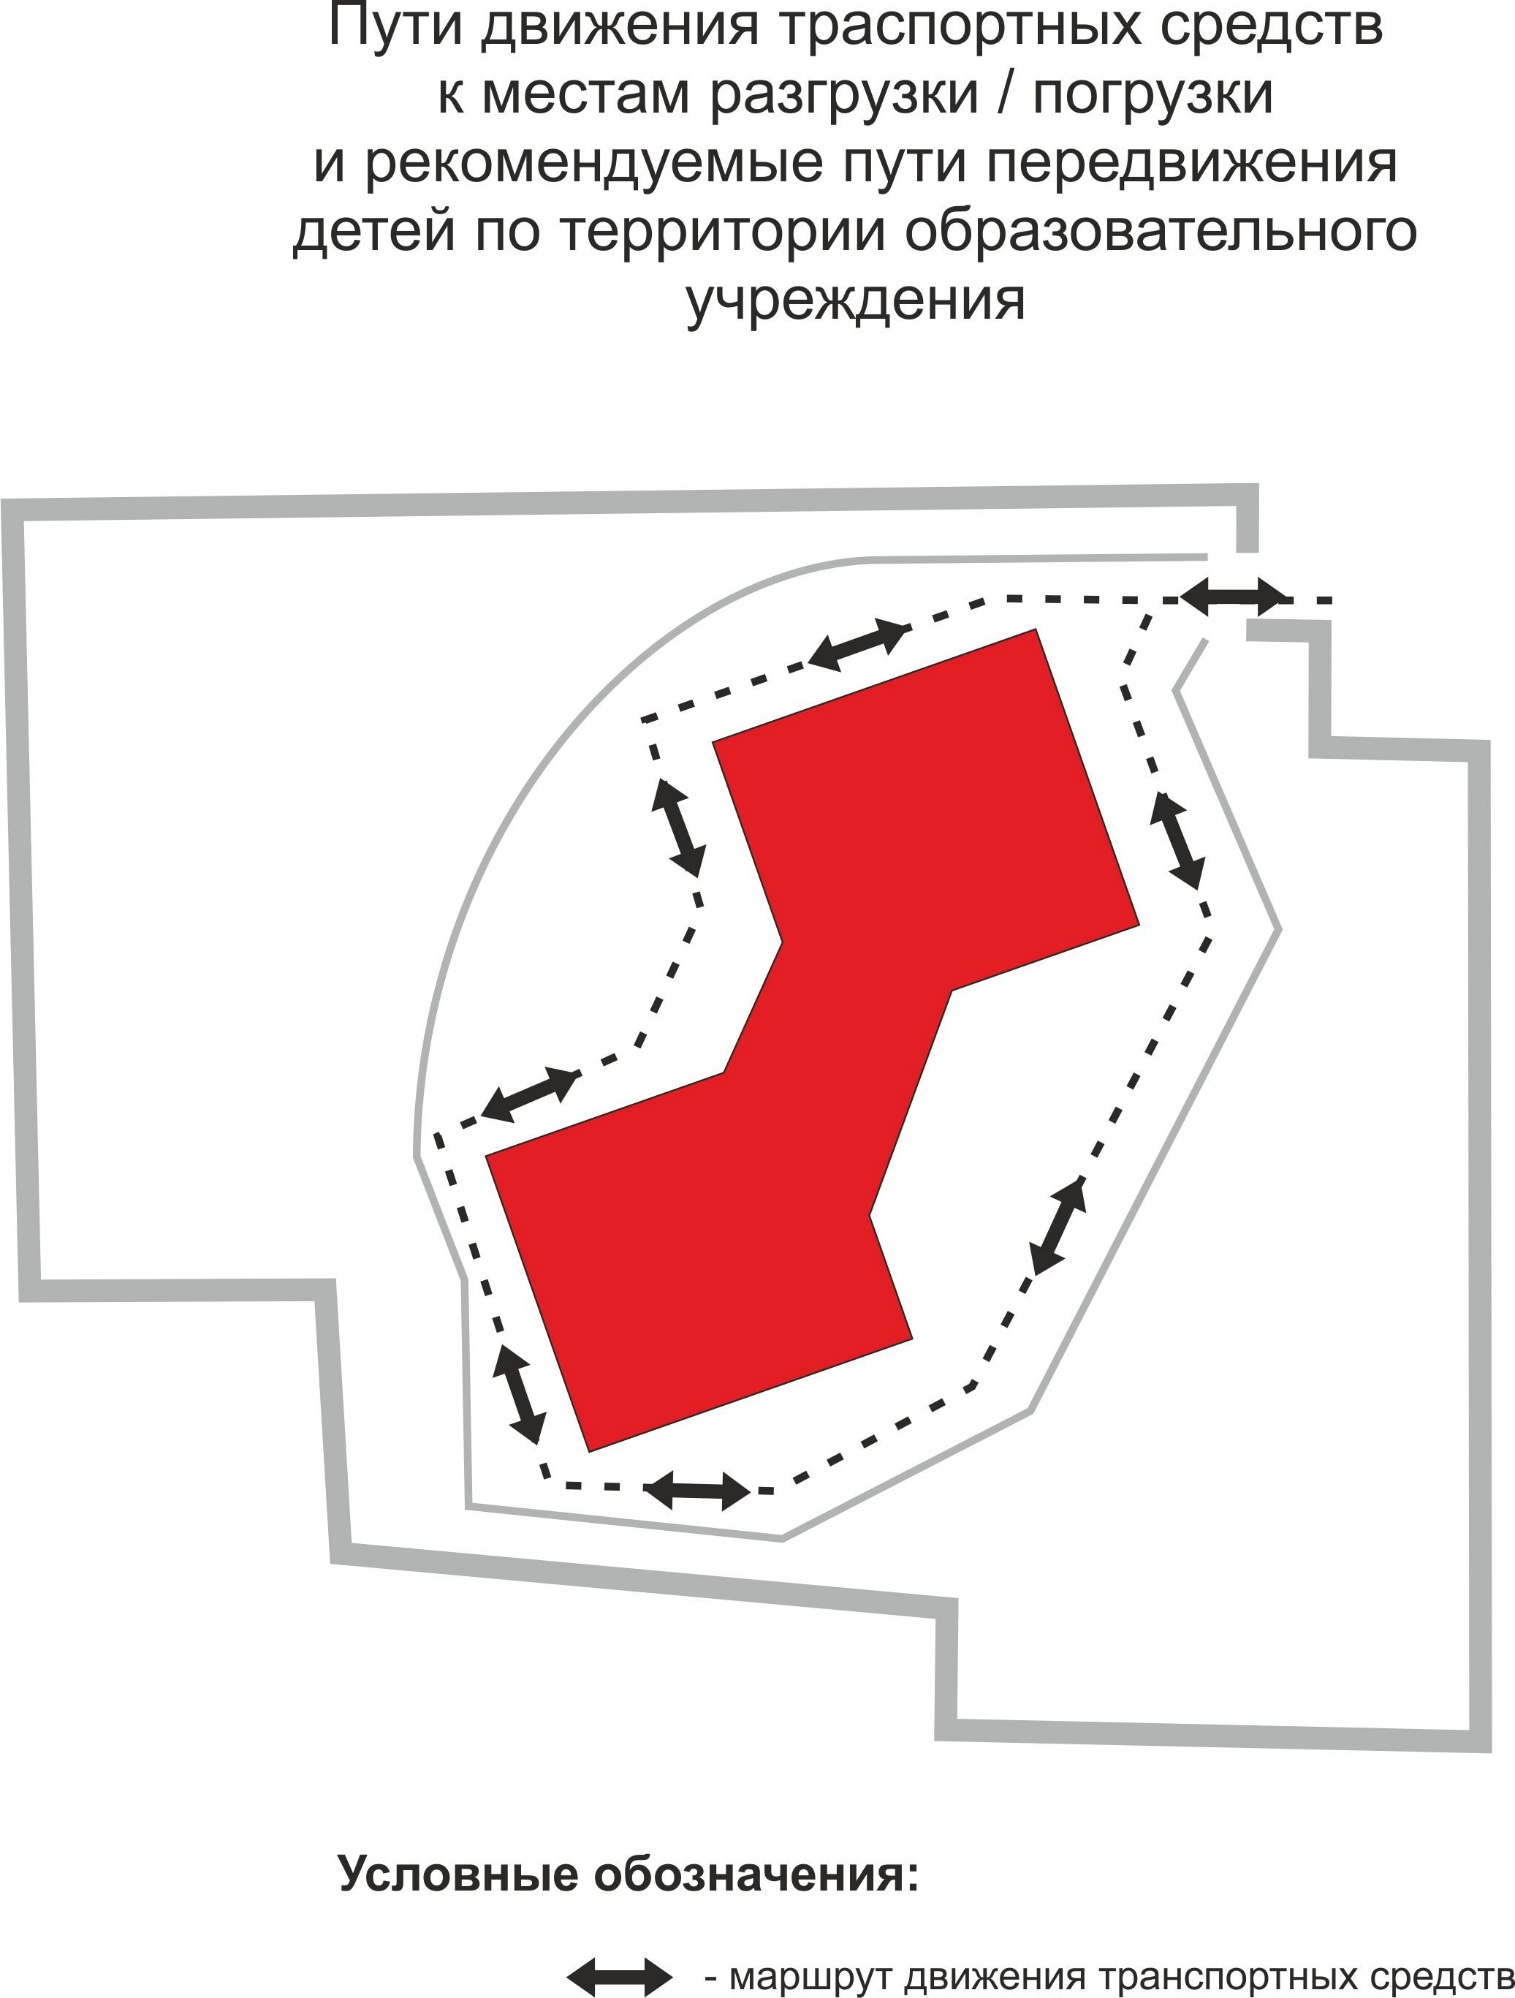 Пути движения траспортных средств
к местам разгрузки / погрузки
и рекомендуемые пути передвижения
детей по территории образовательного
учреждения
Условные обозначения:
- маршрут движения транспортных средств